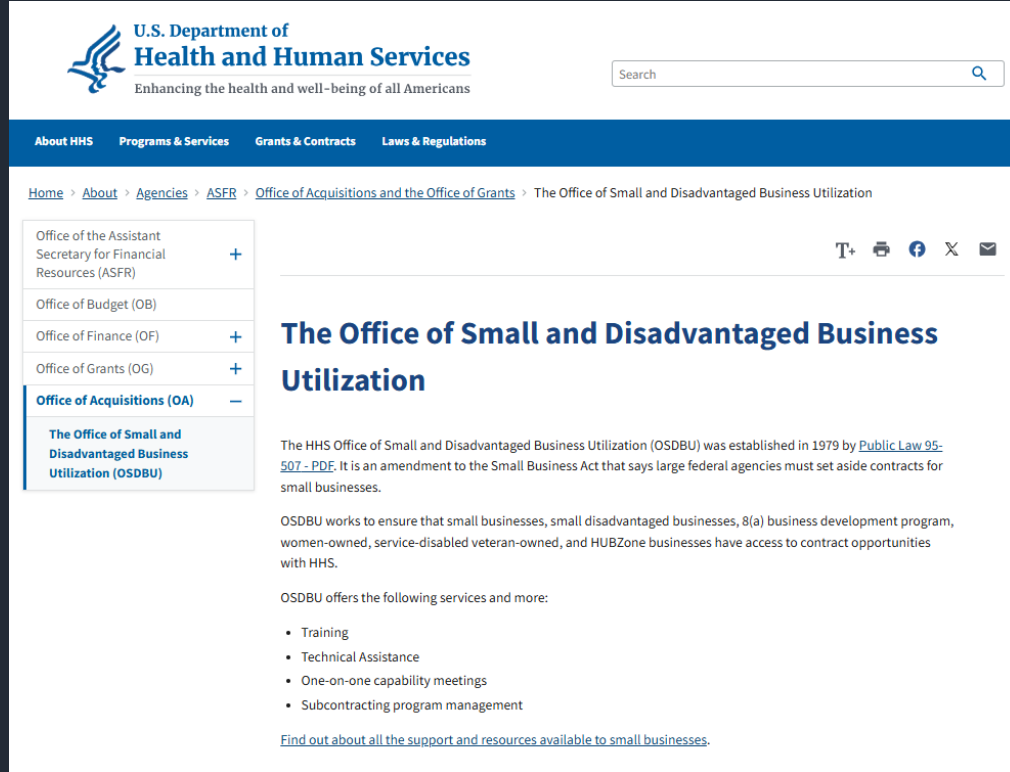 U.S. Department of
Health and Human Services
Enhancing the health and well-being of all Americans
Search
About HHS Programs & Services Grants & Contracts Laws & Regulations
Home > About > Agencies > ASFR > Office of Acquisitions and the Office of Grants > The Office of Small and Disadvantaged Business Utilization
Office of the Assistant
Secretary for Financial
Resources (ASFR)
Office of Budget (OB)
Office of Finance (OF)
Office of Grants (OG)
Office of Acquisitions (OA)
The Office of Small and
Disadvantaged Business
Utilization (OSDBU)
The Office of Small and Disadvantaged Business
Utilization
The HHS Office of Small and Disadvantaged Business Utilization (OSDBU) was established in 1979 by Public Law 95-
507 - PDF. It is an amendment to the Small Business Act that says large federal agencies must set aside contracts for
small businesses.
OSDBU works to ensure that small businesses, small disadvantaged businesses, 8(a) business development program,
women-owned, service-disabled veteran-owned, and HUBZone businesses have access to contract opportunities
with HHS.
OSDBU offers the following services and more:
• Training
• Technical Assistance
• One-on-one capability meetings
• Subcontracting program management
Find out about all the support and resources available to small businesses.